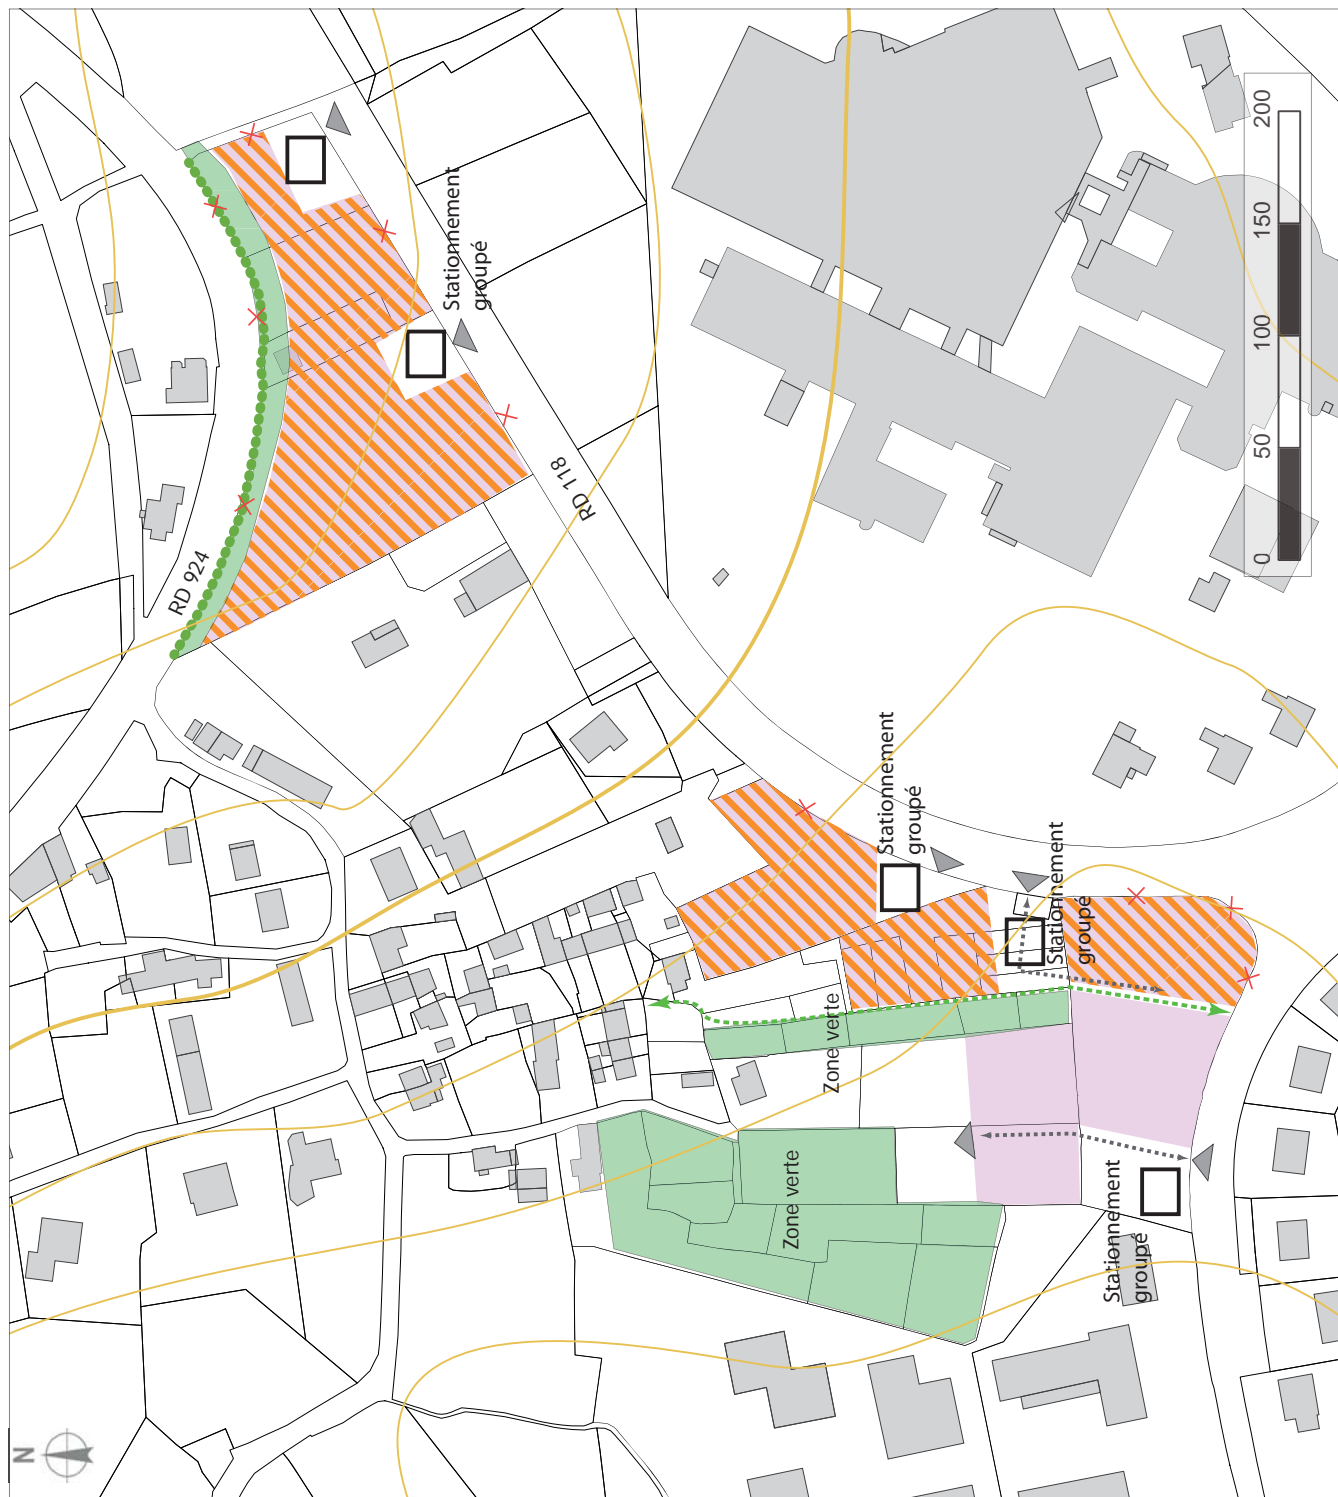 N
RD 924
RD 118
Stationnement
groupé
Stationnement
groupé
Stationnement
groupé
Stationnement
groupé
Zone verte
Zone verte
0 50 100 150 200